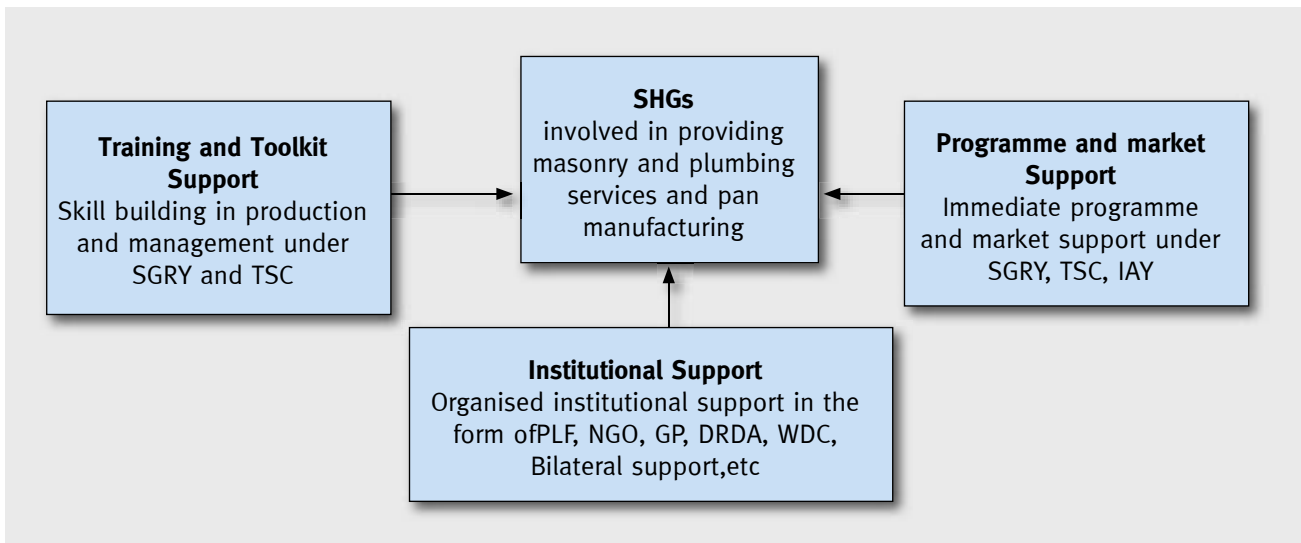 Training and Toolkit
Support
Skill building in production
and management under
SGRY and TSC
SHGs
involved in providing
masonry and plumbing
services and pan
manufacturing
Programme and market
Support
Immediate programme
and market support under
SGRY, TSC, IAY
Institutional Support
Organised institutional support in the
form ofPLF, NGO, GP, DRDA, WDC,
Bilateral support,etc